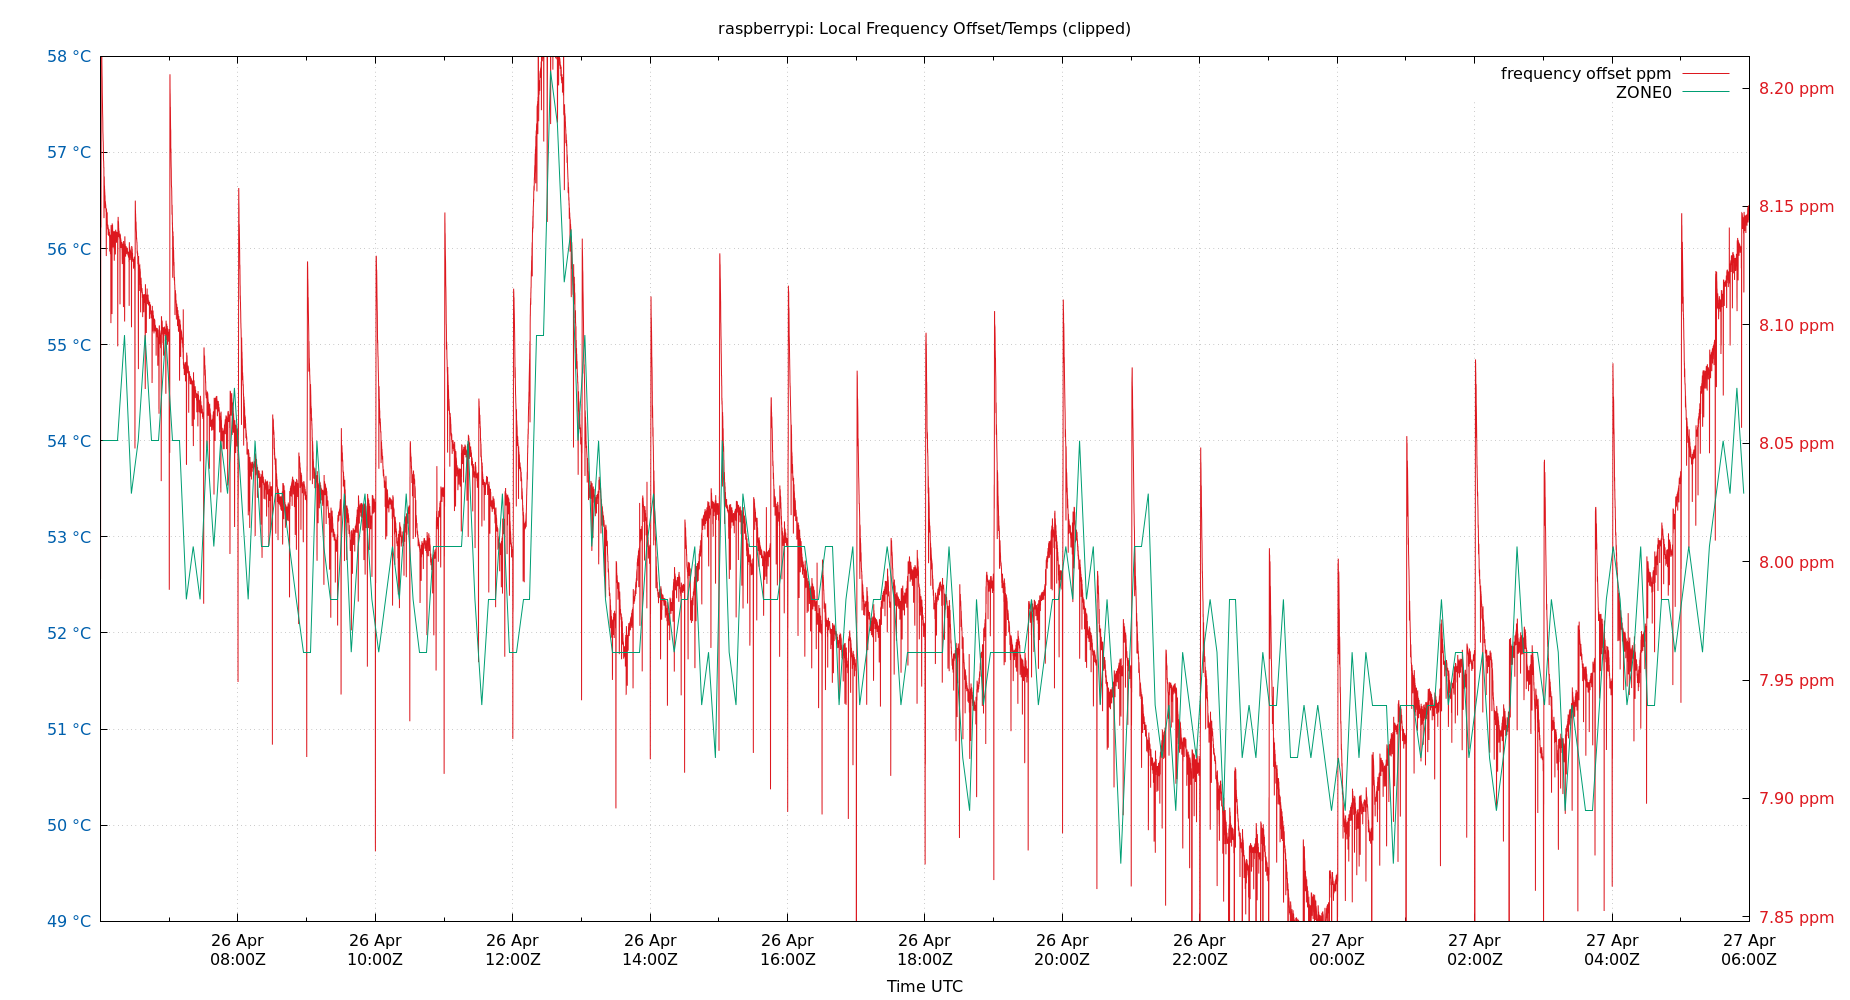 raspberrypi: Local Frequency Offset/Temps (clipped)
frequency offset ppm
ZONE0
58 °C
57 °C
56 °C
55 °C
54 °C
53 °C
52 °C
51 °C
50 °C
49 °C
8.20 ppm
8.15 ppm
8.10 ppm
8.05 ppm
8.00 ppm
7.95 ppm
7.90 ppm
7.85 ppm
26 Apr
08:00Z
26 Apr
10:00Z
26 Apr
12:00Z
26 Apr
14:00Z
26 Apr
16:00Z
26 Apr
18:00Z
26 Apr
20:00Z
26 Apr
22:00Z
27 Apr
00:00Z
27 Apr
02:00Z
27 Apr
04:00Z
27 Apr
06:00Z
Time UTC